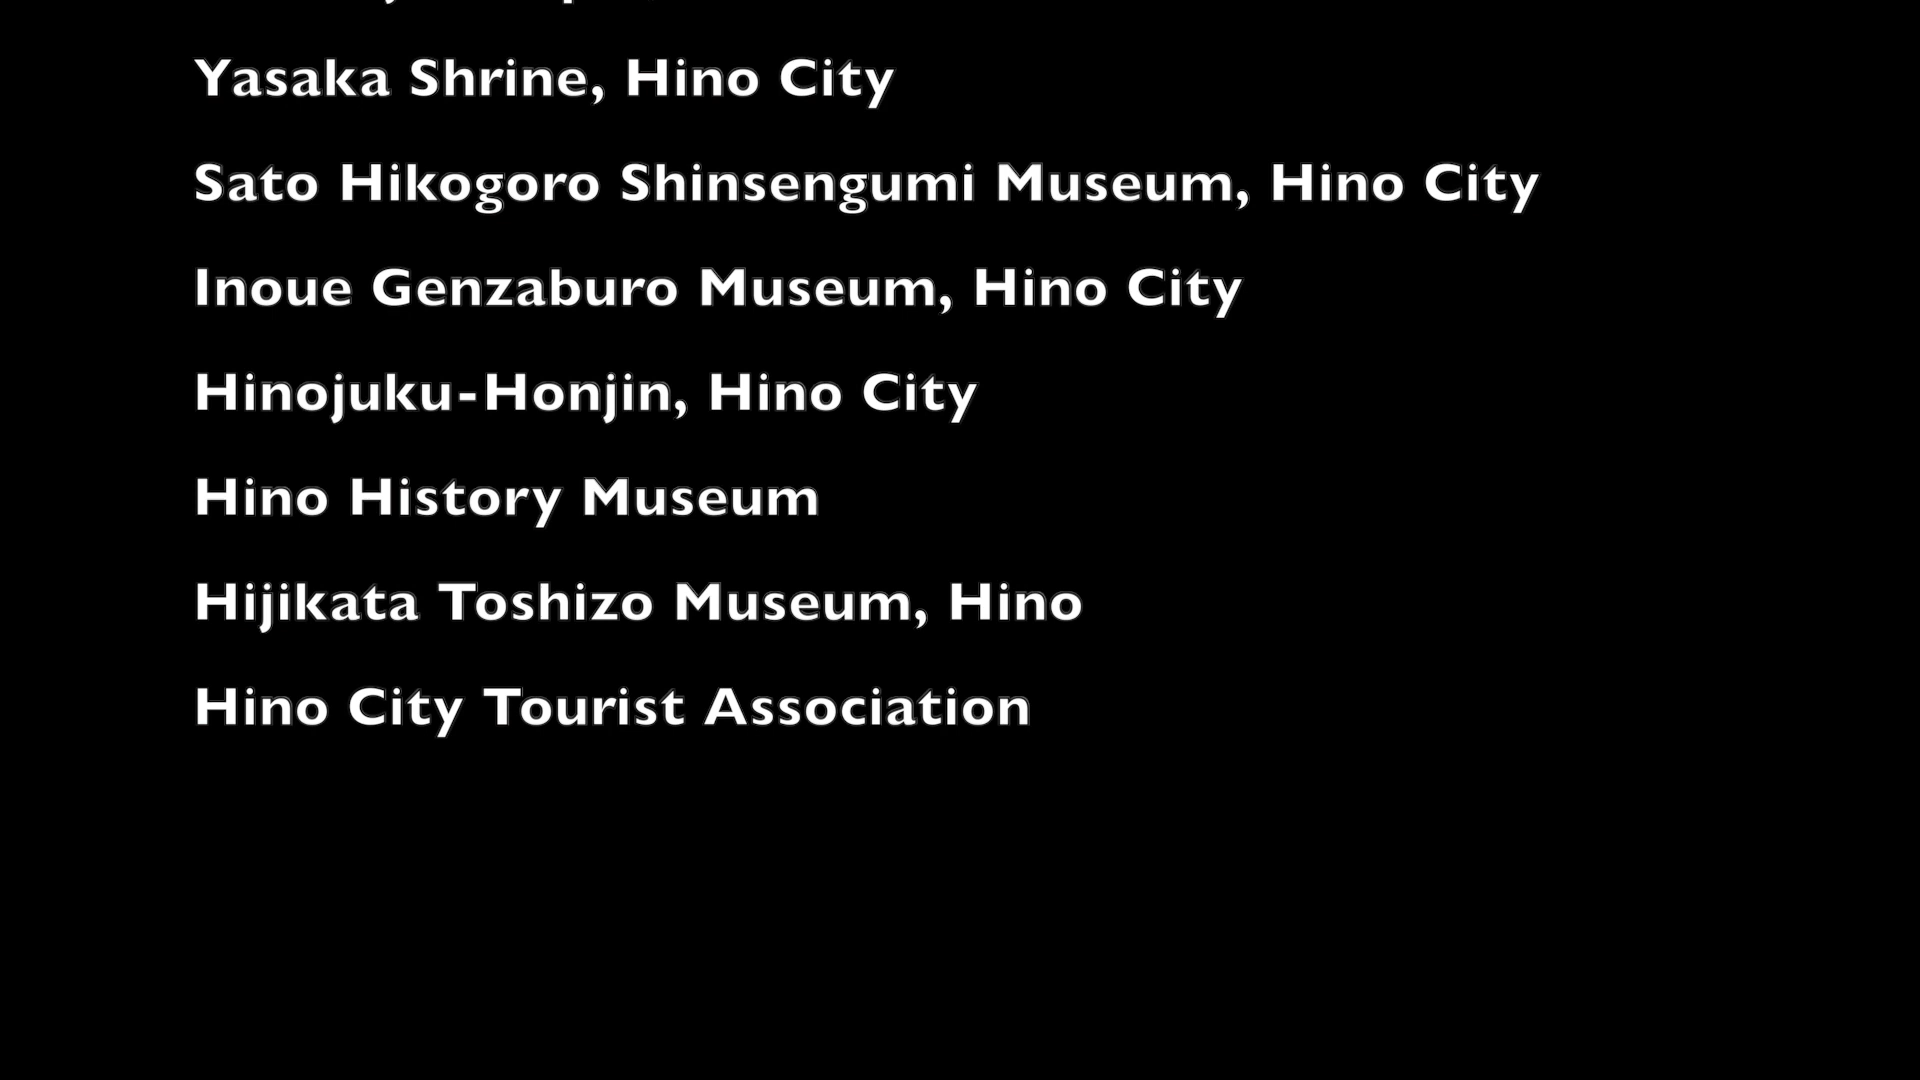 Yasaka Shrine, Hino City
Sato Hikogoro Shinsengumi Museum, Hino City
Inoue Genzaburo Museum, Hino City
Hinojuku-Honjin, Hino City
Hino History Museum
Hijikata Toshizo Museum, Hino
Hino City Tourist Association